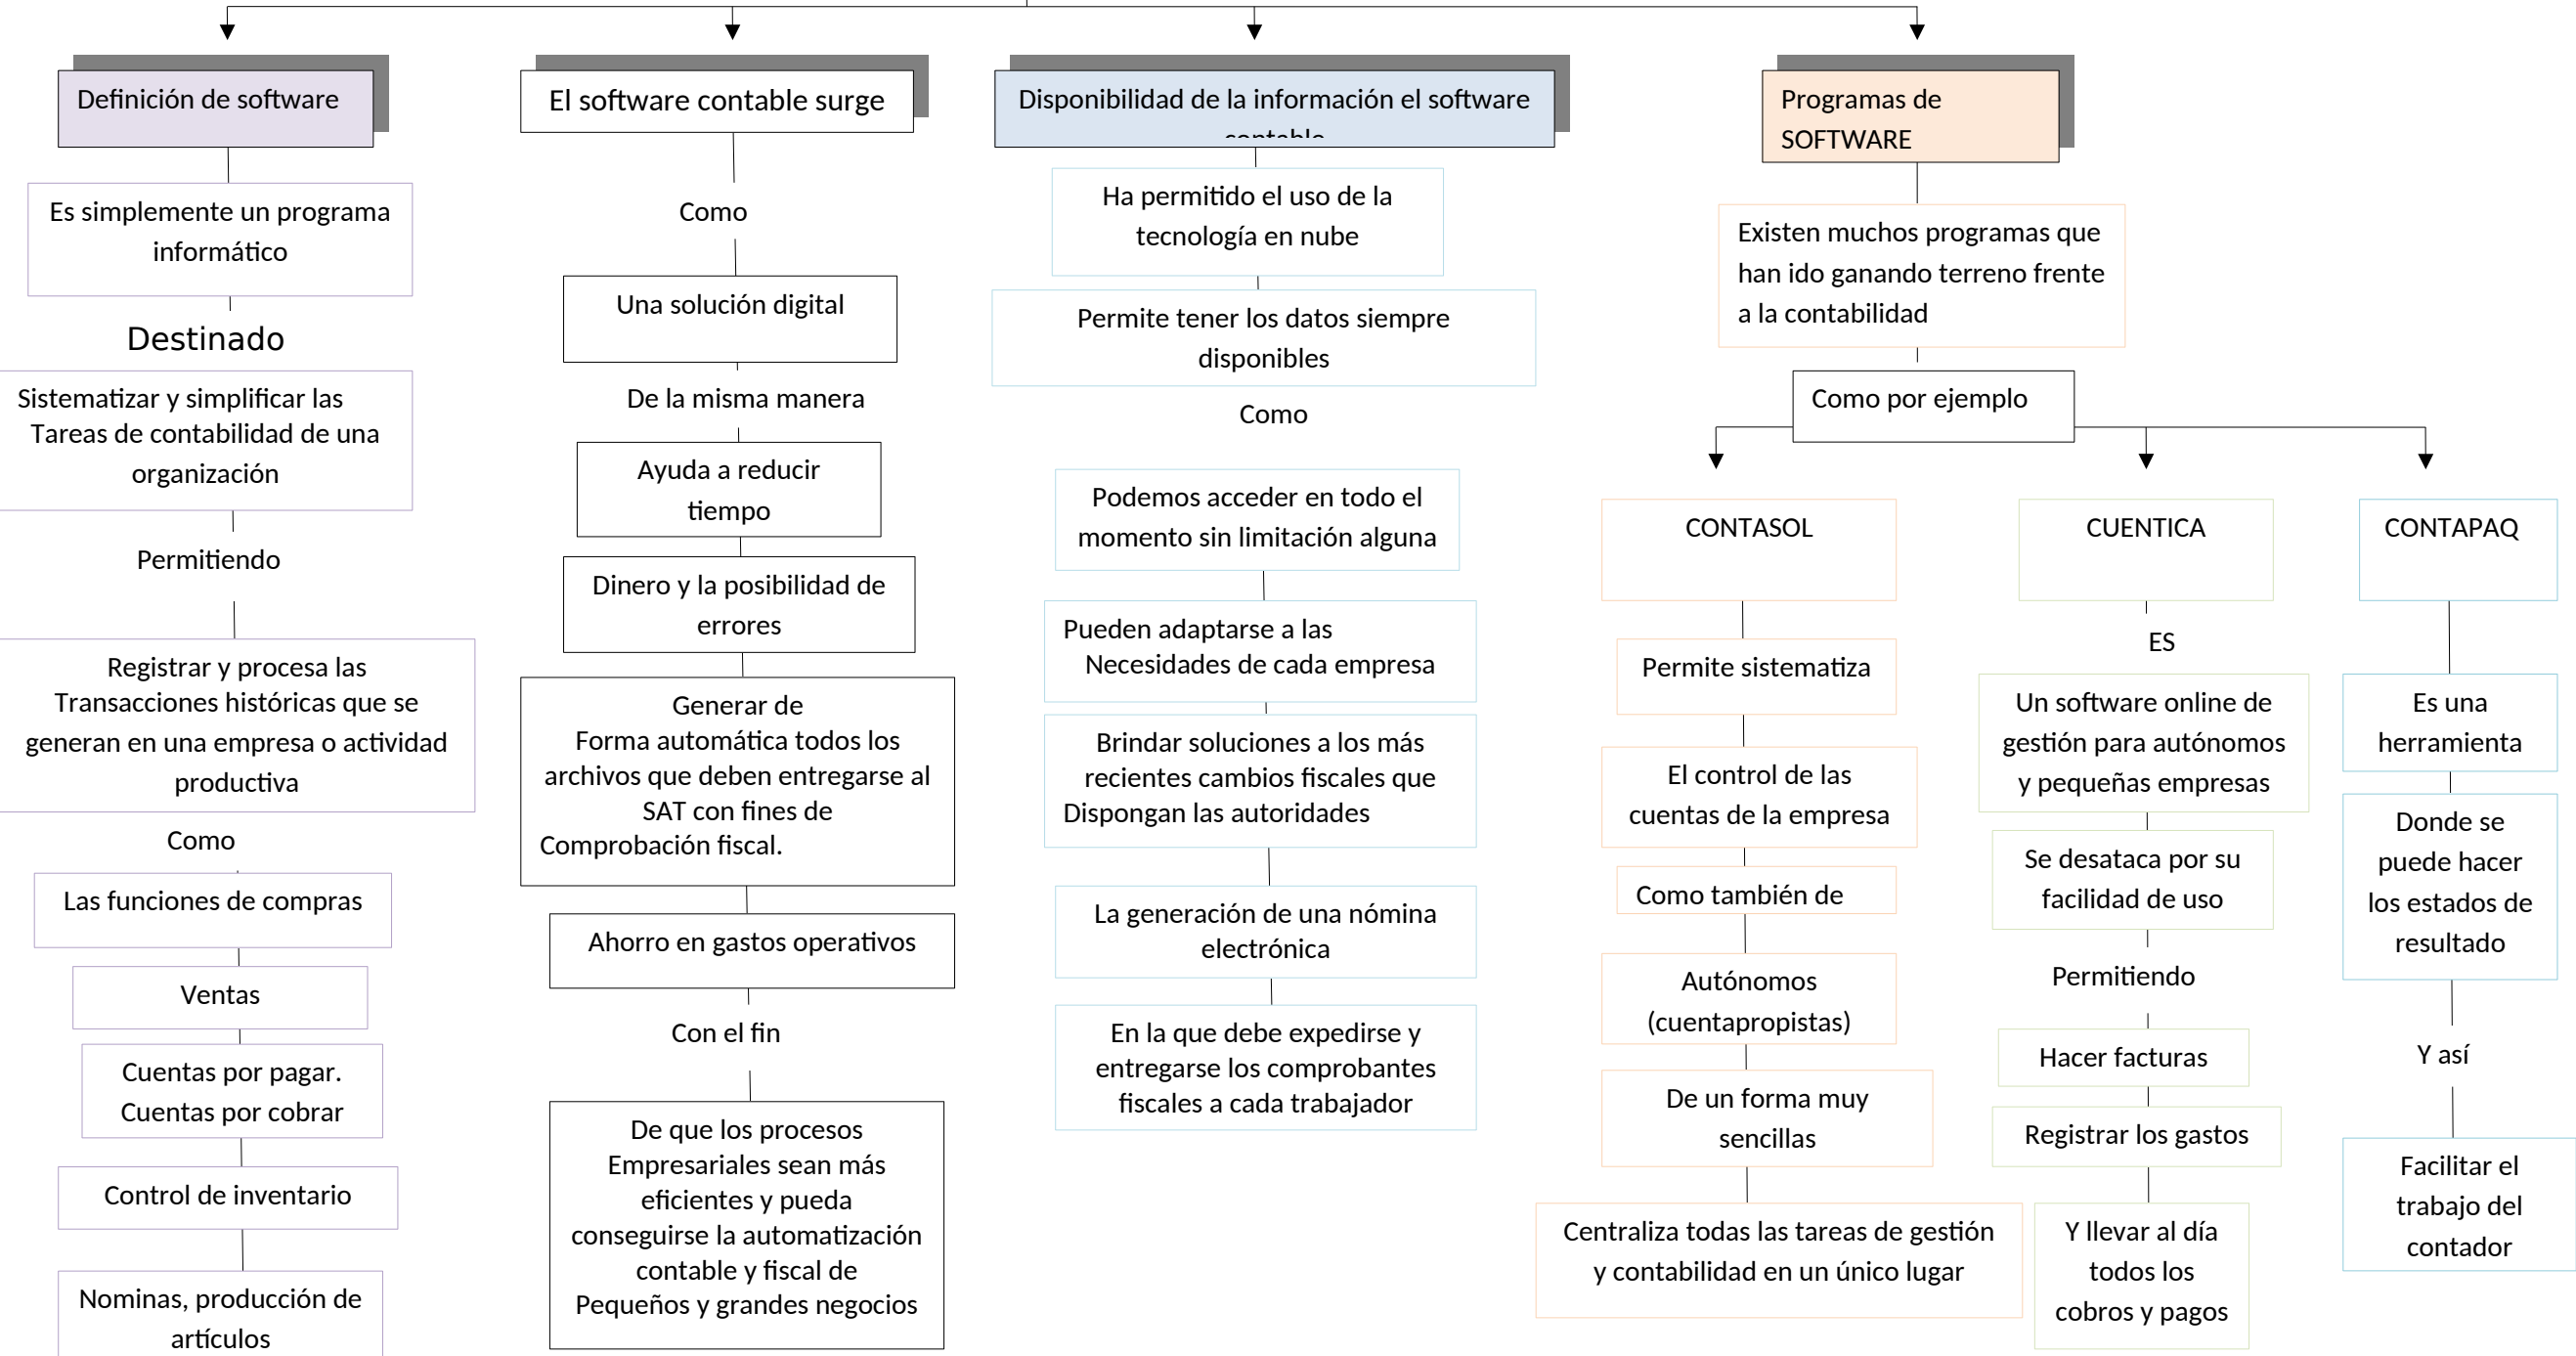 Definición de software
Es simplemente un programa
informático
Destinado
Sistematizar y simplificar las
Tareas de contabilidad de una
organización
Permitiendo
Registrar y procesa las
Transacciones históricas que se
generan en una empresa o actividad
productiva
Como
Las funciones de compras
Ventas
Cuentas por pagar.
Cuentas por cobrar
Control de inventario
Nominas, producción de
artículos
El software contable surge
Como
Una solución digital
De la misma manera
Ayuda a reducir
tiempo
Dinero y la posibilidad de
errores
Generar de
Forma automática todos los
archivos que deben entregarse al
SAT con fines de
Comprobación fiscal.
Ahorro en gastos operativos
Con el fin
De que los procesos
Empresariales sean más
eficientes y pueda
conseguirse la automatización
contable y fiscal de
Pequeños y grandes negocios
Disponibilidad de la información el software
contable
Ha permitido el uso de la
tecnología en nube
Permite tener los datos siempre
disponibles
Como
Podemos acceder en todo el
momento sin limitación alguna
Pueden adaptarse a las
Necesidades de cada empresa
Brindar soluciones a los más
recientes cambios fiscales que
Dispongan las autoridades
La generación de una nómina
electrónica
En la que debe expedirse y
entregarse los comprobantes
fiscales a cada trabajador
Programas de
SOFTWARE
Existen muchos programas que
han ido ganando terreno frente
a la contabilidad
Como por ejemplo
CONTASOL
Permite sistematiza
El control de las
cuentas de la empresa
Como también de
Autónomos
(cuentapropistas)
De un forma muy
sencillas
Centraliza todas las tareas de gestión
y contabilidad en un único lugar
CUENTICA
ES
Un software online de
gestión para autónomos
y pequeñas empresas
Se desataca por su
facilidad de uso
Permitiendo
Hacer facturas
Registrar los gastos
Y llevar al día
todos los
cobros y pagos
CONTAPAQ
Es una
herramienta
Donde se
puede hacer
los estados de
resultado
Y así
Facilitar el
trabajo del
contador